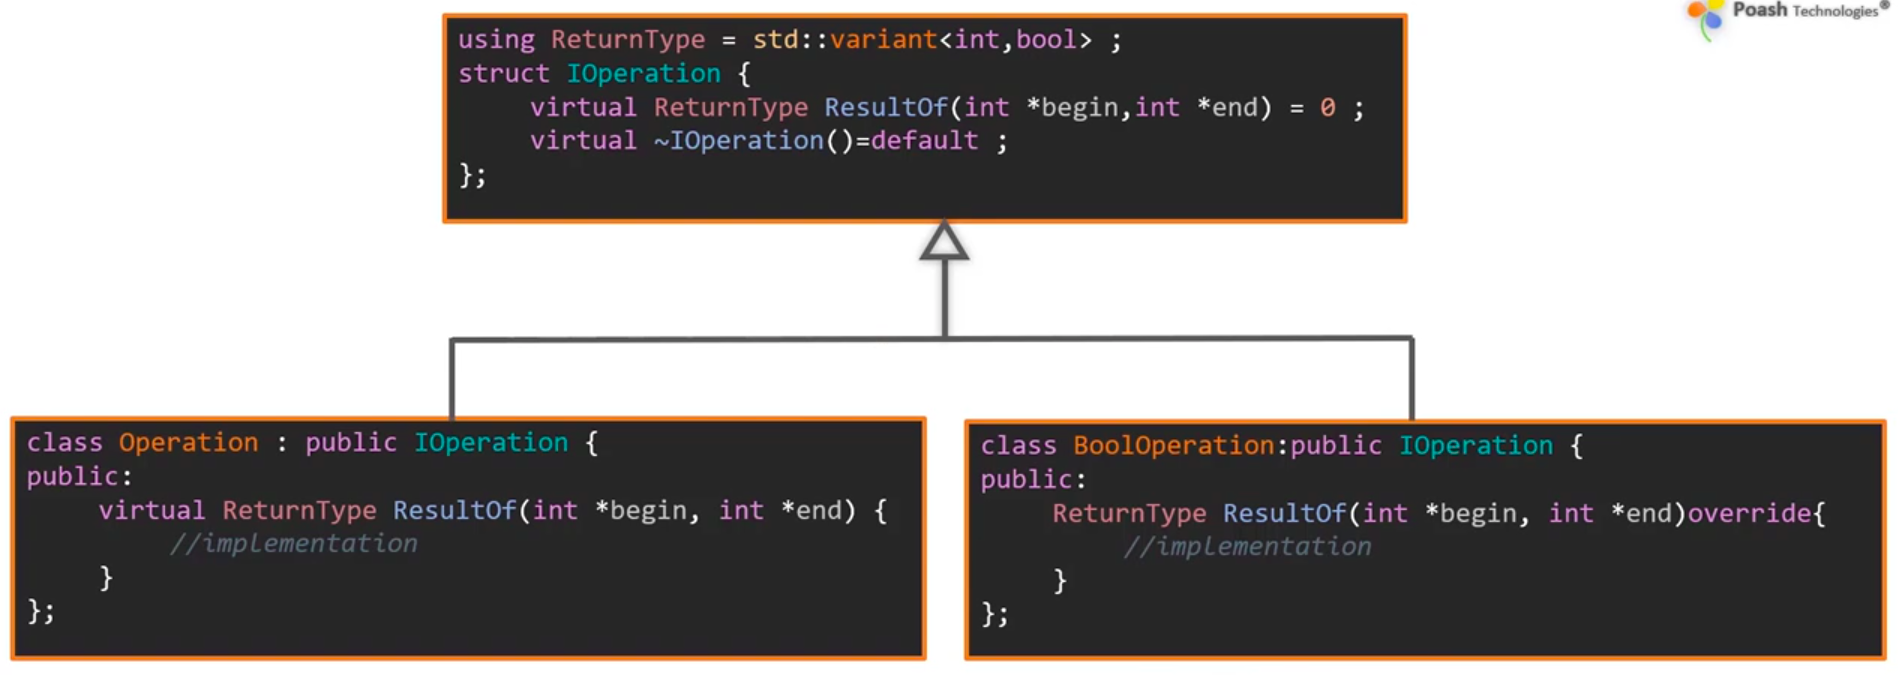 Poash Technologies®
using ReturnType = std::variant<int,bool> ;
struct IOperation {
virtual ReturnType ResultOf(int *begin,int *end) = 0 ;
virtual ~IOperation()=default ;
};
class Operation : public IOperation {
public:
virtual ReturnType ResultOf(int *begin, int *end) {
//implementation
}
};
class BoolOperation:public IOperation {
public:
ReturnType ResultOf(int *begin, int *end)override{
//implementation
}
};